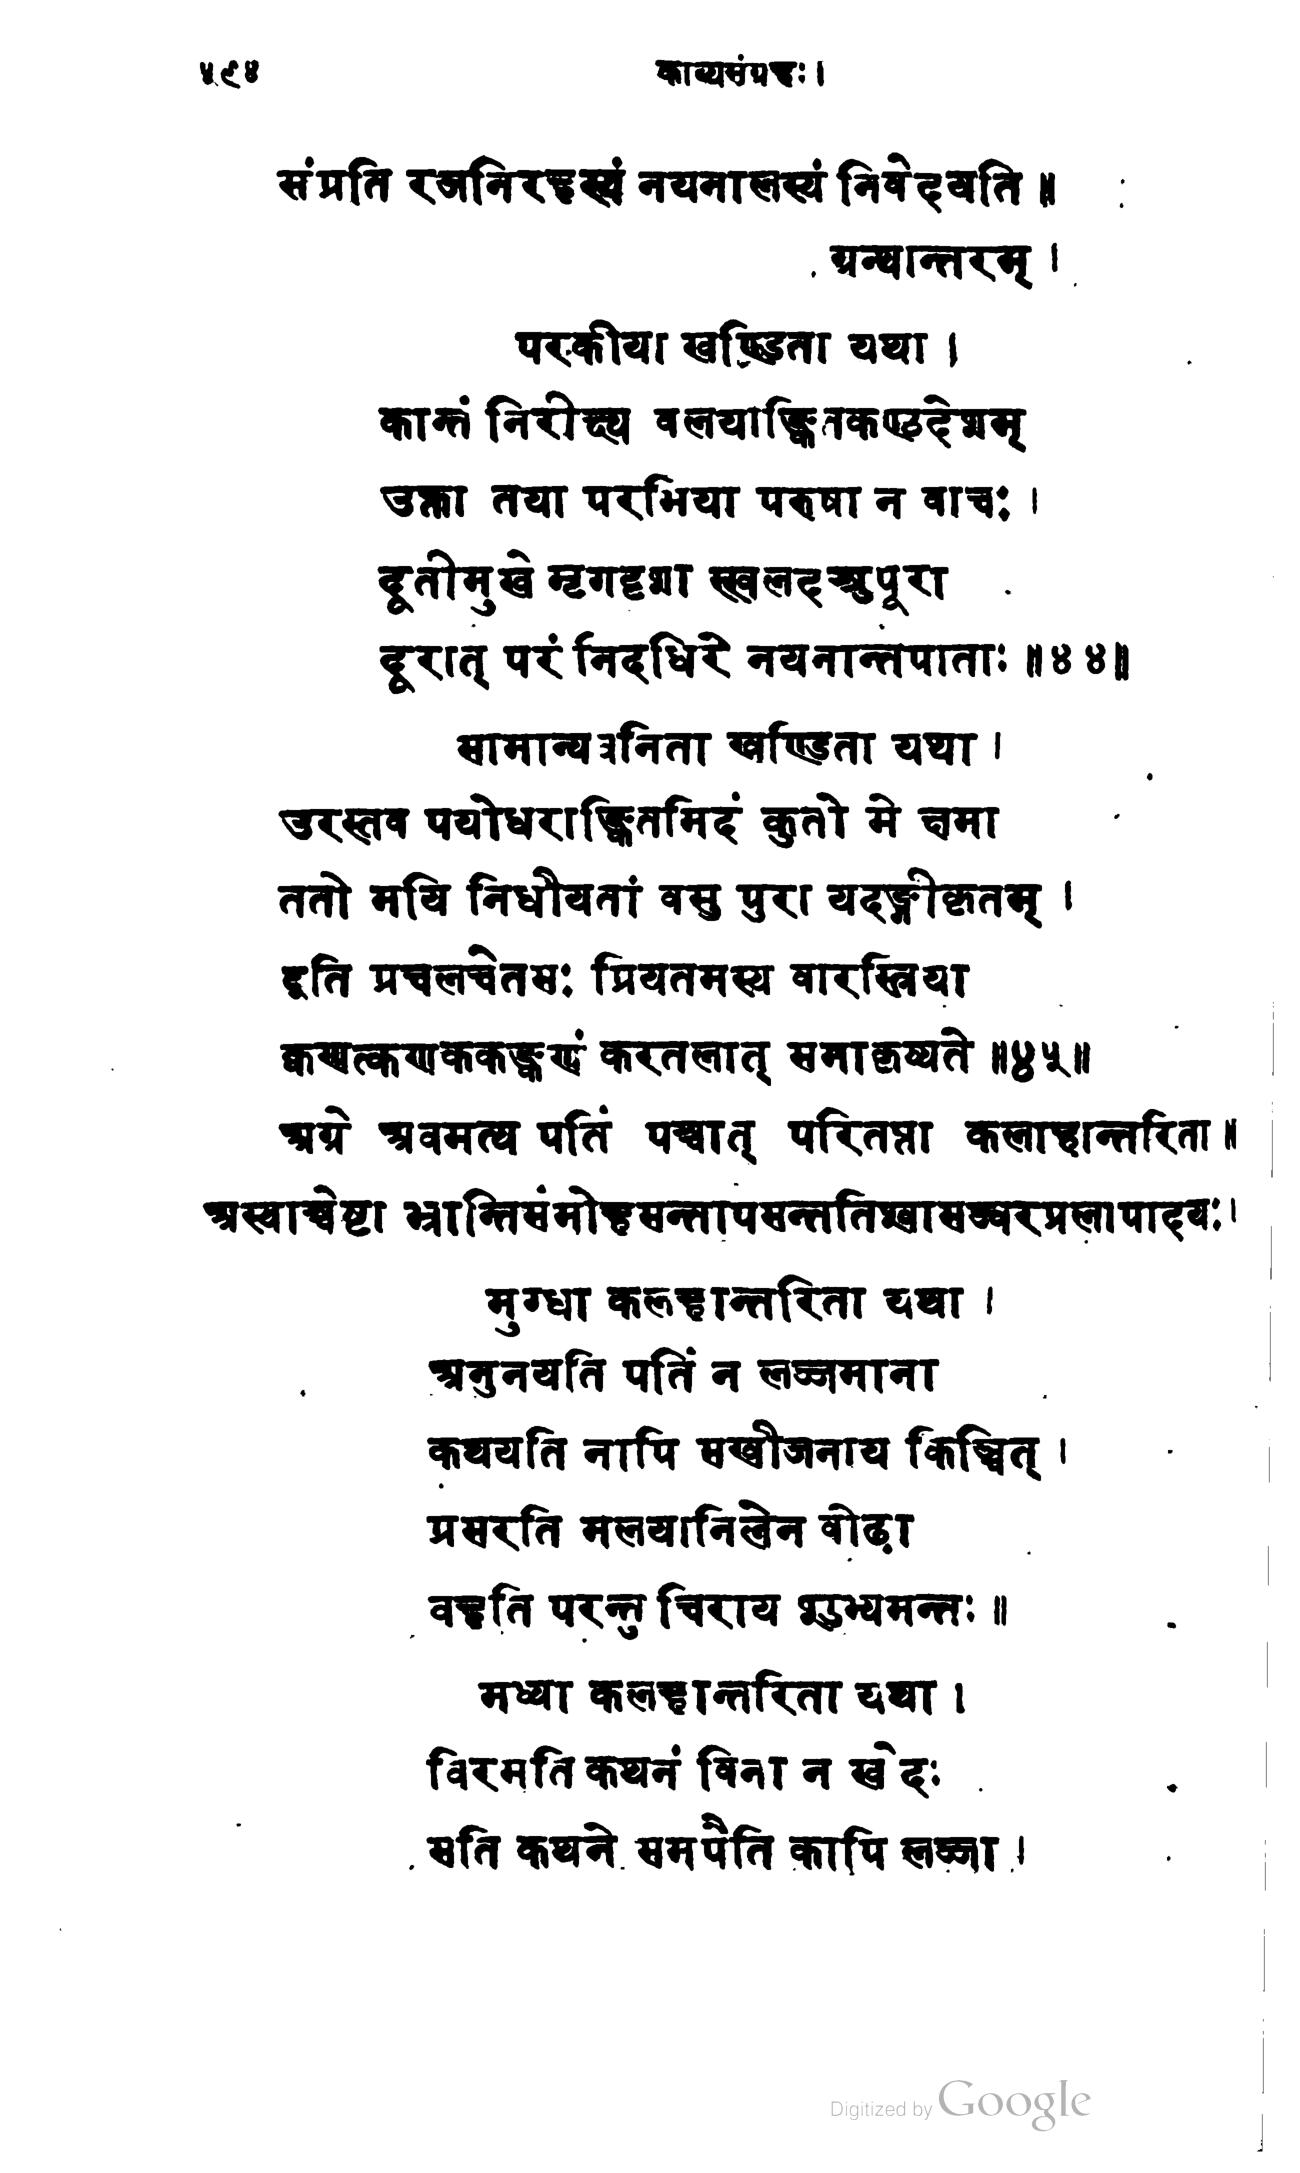 ५९४ काव्यसंग्रहः ।
संप्रति रजनिरहस्यं नयनालस्यं निवेदयति ॥
ग्रन्थान्तरम् ।
परकीया खण्डिता यथा ।
कान्तं निरीक्ष्य वलयाङ्कितकण्ठदेशम्
उक्ता तया परभिया परुषा न वाचः ।
दूतीमुखे मृगदृशा स्खलदश्रुपूरा
दूरात् परं निदधिरे नयनान्तपाताः ॥४४॥
सामान्यवनिता खण्डिता यथा ।
उरस्तव पयोधराङ्कितमिदं कुतो मे क्षमा
ततो मयि निधीयतां वसु पुरा यदङ्गीकृतम् ।
इति प्रचलचेतसः प्रियतमस्य वारस्त्रिया
क्वणत्कणककङ्कणं करतलात् समाकृष्यते ॥४५॥
अग्रे अवमत्य पतिं पश्चात् परितप्ता कलाहान्तरिता ॥
अस्याश्चेष्टा भ्रान्तिसंमोहसन्तापसन्ततिश्वासज्वरप्रलापादयः ।
मुग्धा कलहान्तरिता यथा ।
अनुनयति पतिं न लज्जमाना
कथयति नापि सखीजनाय किञ्चित् ।
प्रसरति मलयानिलेन वोढा
वहति परन्तु चिराय शुभ्यमन्तः ॥
मध्या कलहान्तरिता यथा ।
विरमति कथनं विना न खेदः
सति कथने समपैति कापि लज्जा ।
Digitized by Google